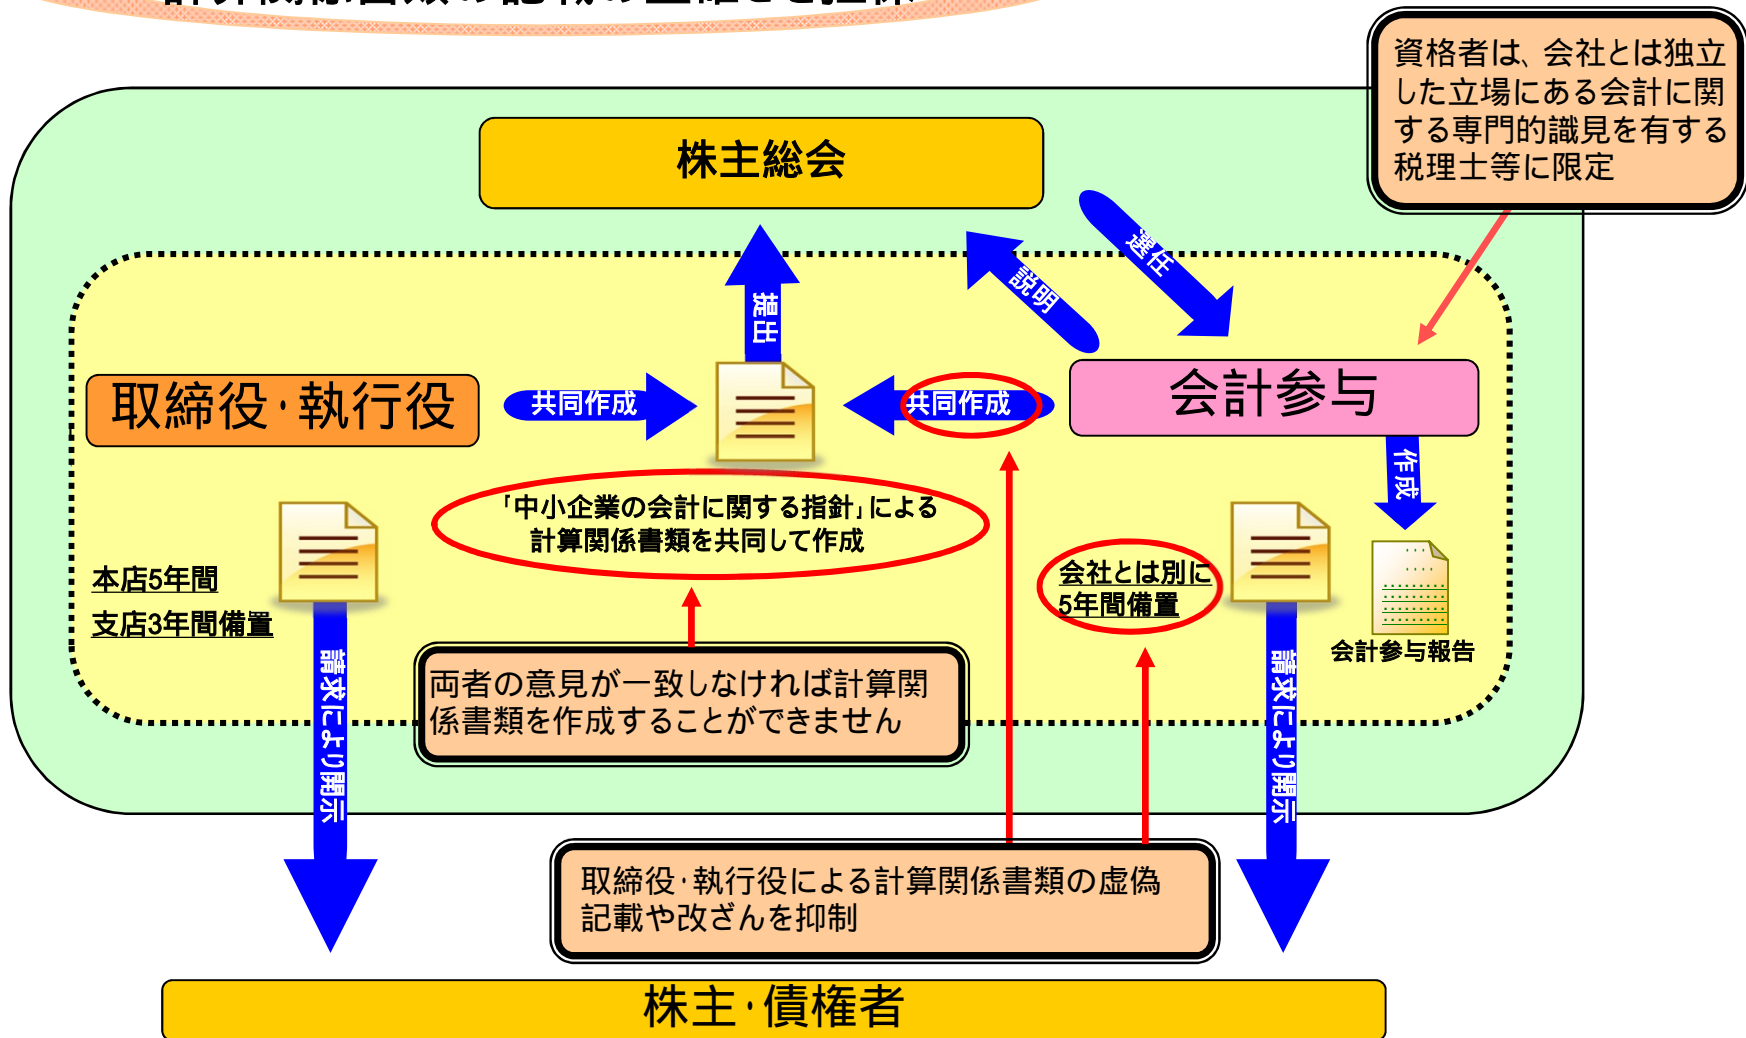 資格者は、会社とは独立
した立場にある会計に関
する専門的識見を有する
税理士等に限定
株主総会
選任
説明
提出
取締役・執行役
共同作成
共同作成
会計参与
作成
「中小企業の会計に関する指針」による
計算関係書類を共同して作成
本店5年間
支店3年間備置
会社とは別に
5年間備置
会計参与報告
請求により開示
両者の意見が一致しなければ計算関
係書類を作成することができません
請求により開示
取締役・執行役による計算関係書類の虚偽
記載や改ざんを抑制
株主・債権者